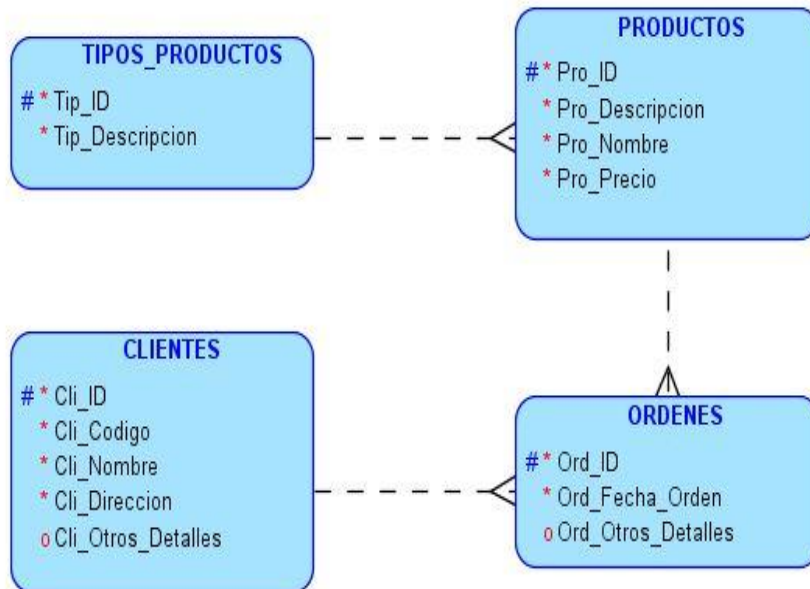 TIPOS_PRODUCTOS
# * Tip_ID
* Tip_Descripcion
PRODUCTOS
# * Pro_ID
* Pro_Descripcion
* Pro_Nombre
* Pro_Precio
CLIENTES
# * Cli_ID
* Cli_Codigo
* Cli_Nombre
* Cli_Direccion
o Cli_Otros_Detalles
ORDENES
# * Ord_ID
* Ord_Fecha_Orden
o Ord_Otros_Detalles